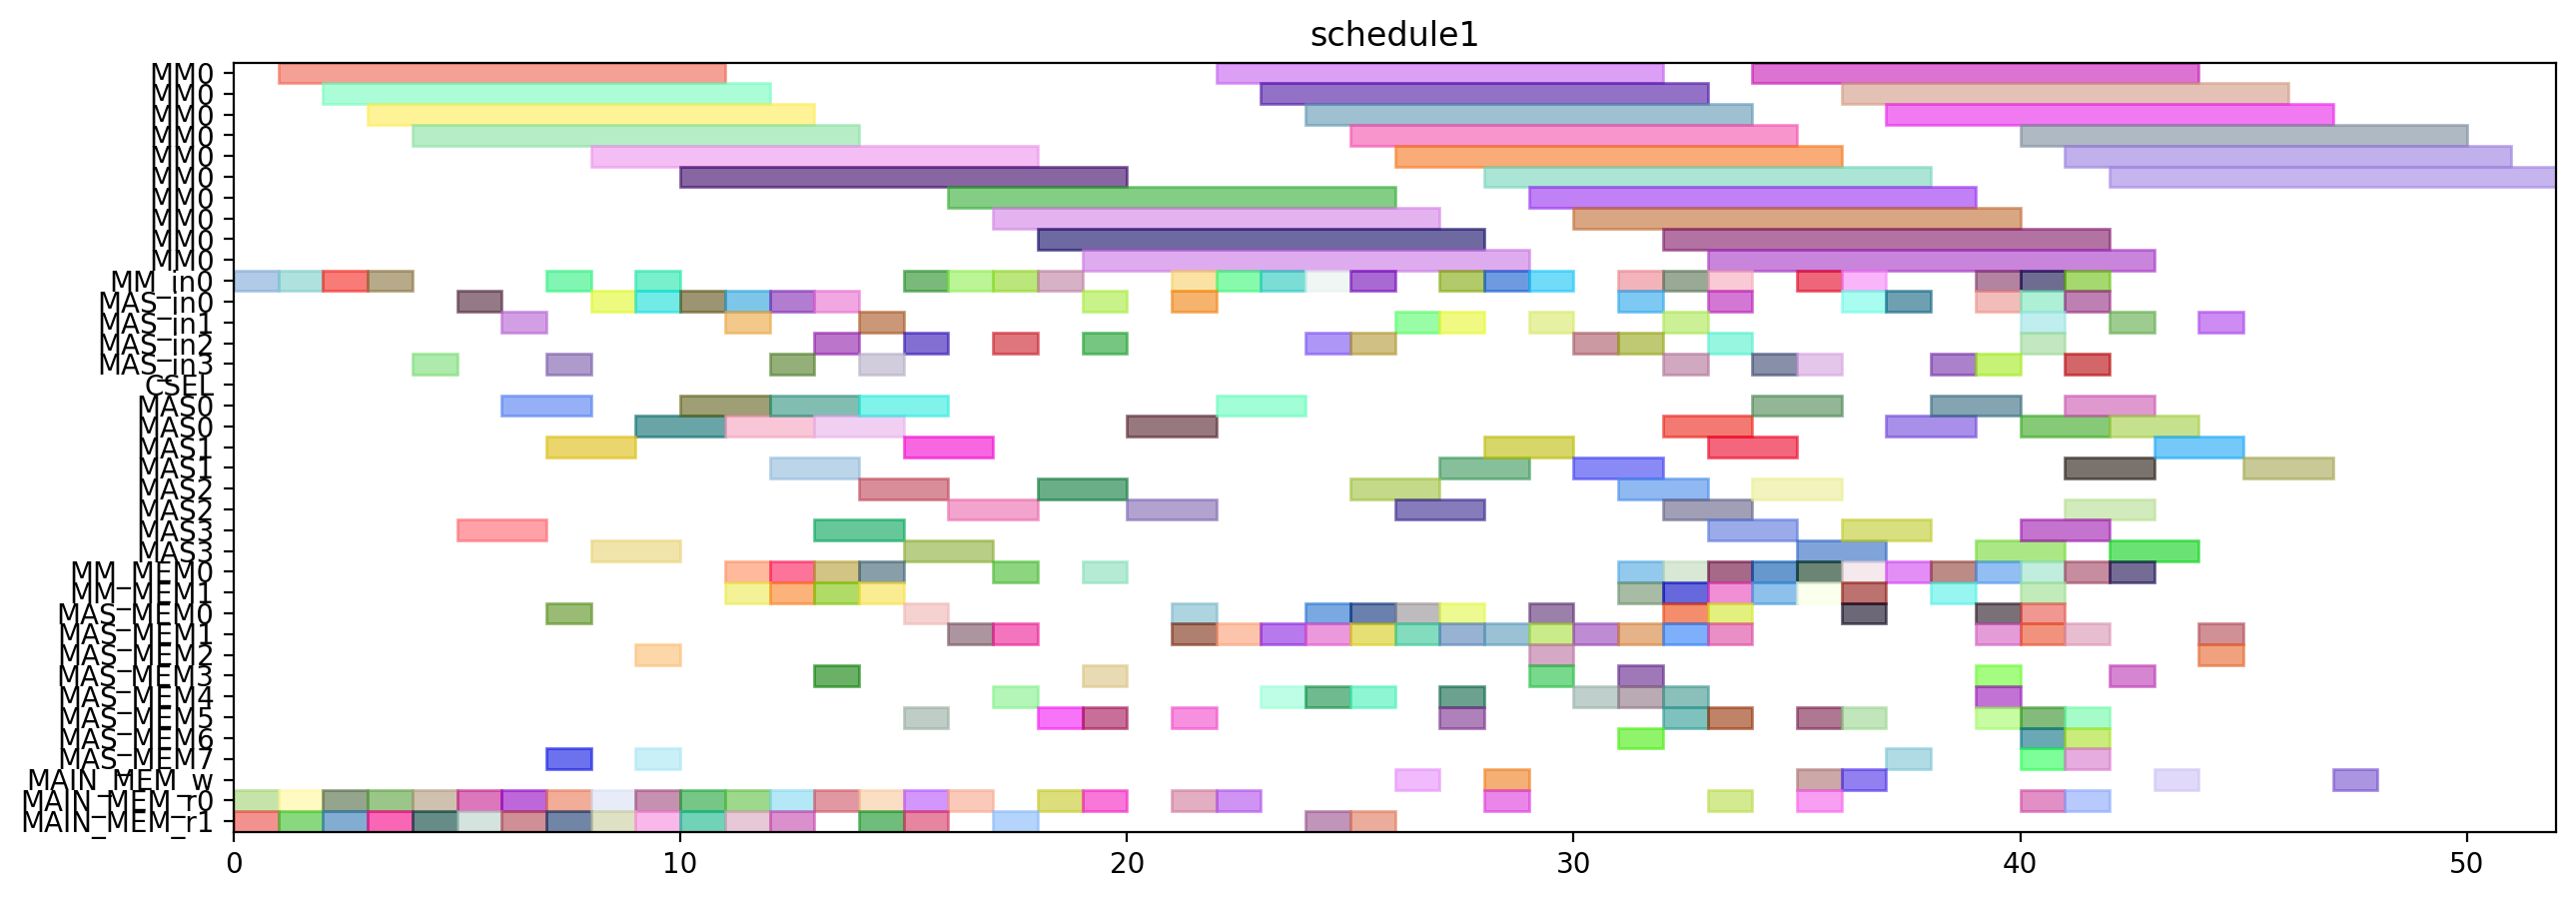 schedule1
MM0
MM0
MM0
MM0
MM0
MM0
MM0
MM0
MM0
MM0
MM_in0
MAS_in0
MAS_in1
MAS_in2
MAS_in3
CSEL
MAS0
MAS0
MAS1
MAS1
MAS2
MAS2
MAS3
MAS3
MM_MEM0
MM_MEM1
MAS_MEM0
MAS_MEM1
MAS_MEM2
MAS_MEM3
MAS_MEM4
MAS_MEM5
MAS_MEM6
MAS_MEM7
MAIN_MEM_w
MAIN_MEM_r0
MAIN_MEM_r1
0 10 20 30 40 50